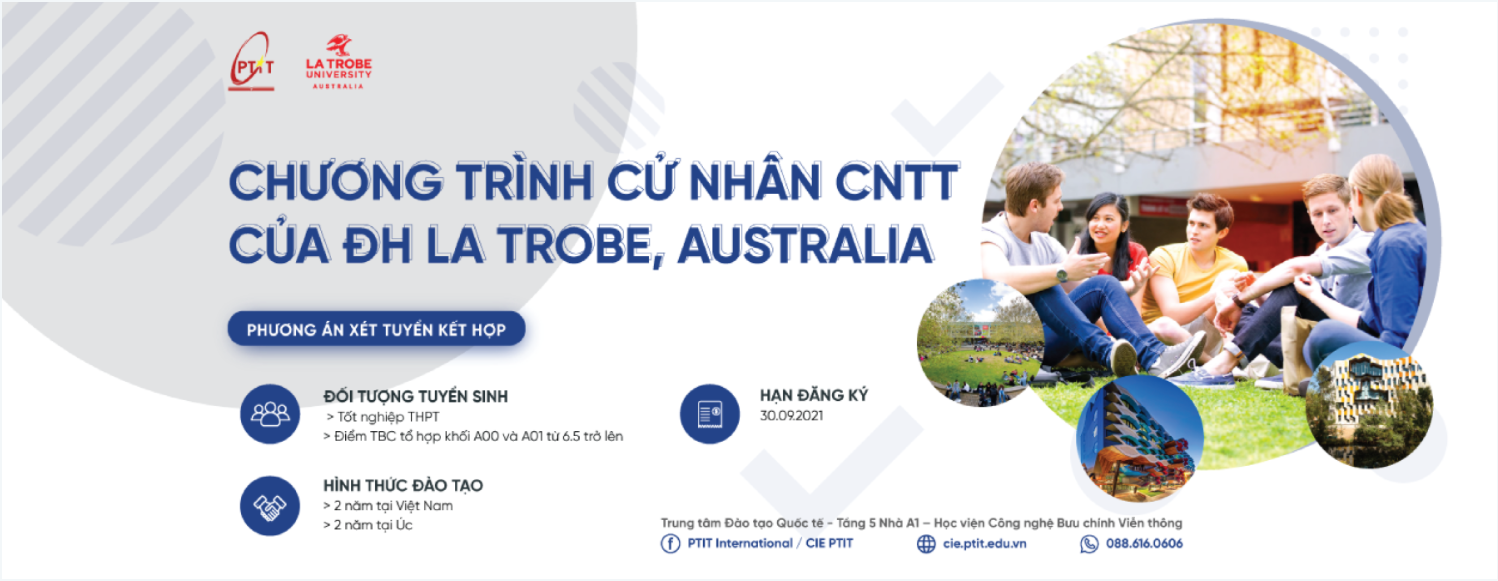 PTIT
LA TROBE
UNIVERSITY
AUSTRALIA
CHƯƠNG TRÌNH CỬ NHÂN CNTT
CỦA ĐH LA TROBE, AUSTRALIA
PHƯƠNG ÁN XÉT TUYỂN KẾT HỢP
ĐỐI TƯỢNG TUYỂN SINH
> Tốt nghiệp THPT
> Điểm TBC tổ hợp khối A00 và A01 từ 6.5 trở lên
HẠN ĐĂNG KÝ
30.09.2021
HÌNH THỨC ĐÀO TẠO
> 2 năm tại Việt Nam
> 2 năm tại Úc
Trung tâm Đào tạo Quốc tế - Tầng 5 Nhà A1 – Học viện Công nghệ Bưu chính Viễn thông
PTIT International / CIE PTIT cie.ptit.edu.vn 088.616.0606